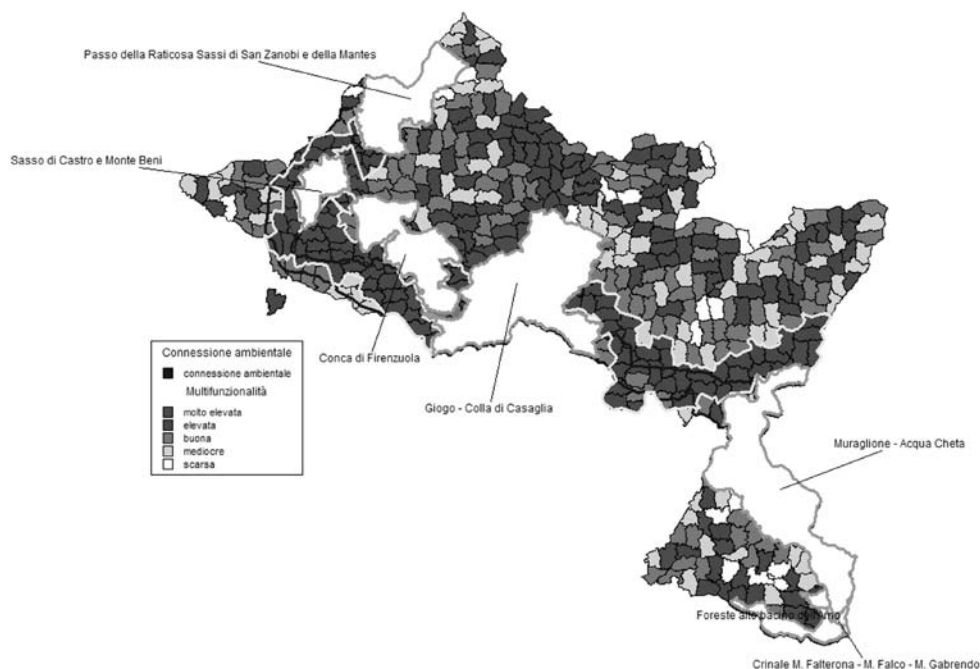 Passo della Raticosa Sassi di San Zanobi e della Mantes
Sasso di Castro e Monte Beni
Conca di Firenzuola
Giogo - Colla di Casaglia
Connessione ambientale
connessione ambientale
Multifunzionalità
molto elevata
elevata
buona
mediocre
scarsa
Muraglione - Acqua Cheta
Foreste alto bacino dell'Arno
Crinale M. Falterona - M. Falco - M. Gabrendo